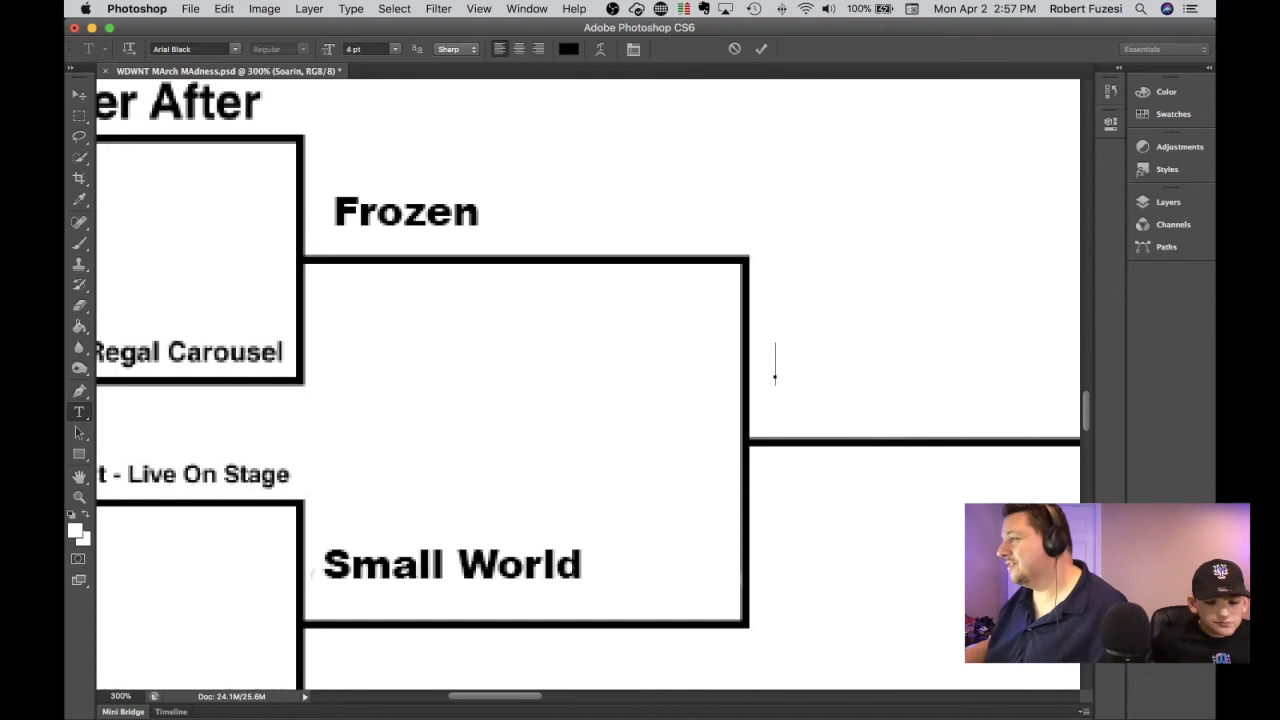 Photoshop File Edit Image Layer Type Select Filter View Window Help 100% Mon Apr 2 2:57 PM Robert Fuzesi
Adobe Photoshop CS6
T Arial Black Regular 4 pt Sharp Essentials
× WDWNT MArch MAdness.psd @ 300% (Soarin, RGB/8) *
er After
Color
Swatches
Adjustments
Styles
Layers
Channels
Paths
Frozen
Regal Carousel
t - Live On Stage
Small World
300% Doc: 24.1M/25.6M
Mini Bridge Timeline